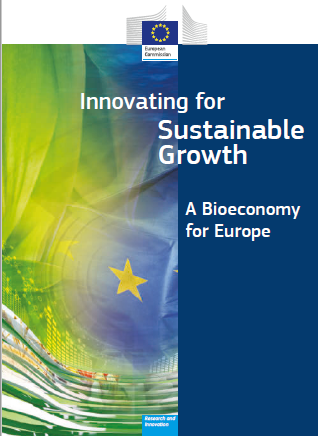 European
Commission
Innovating for
Sustainable
Growth
A Bioeconomy
for Europe
Research and
Innovation